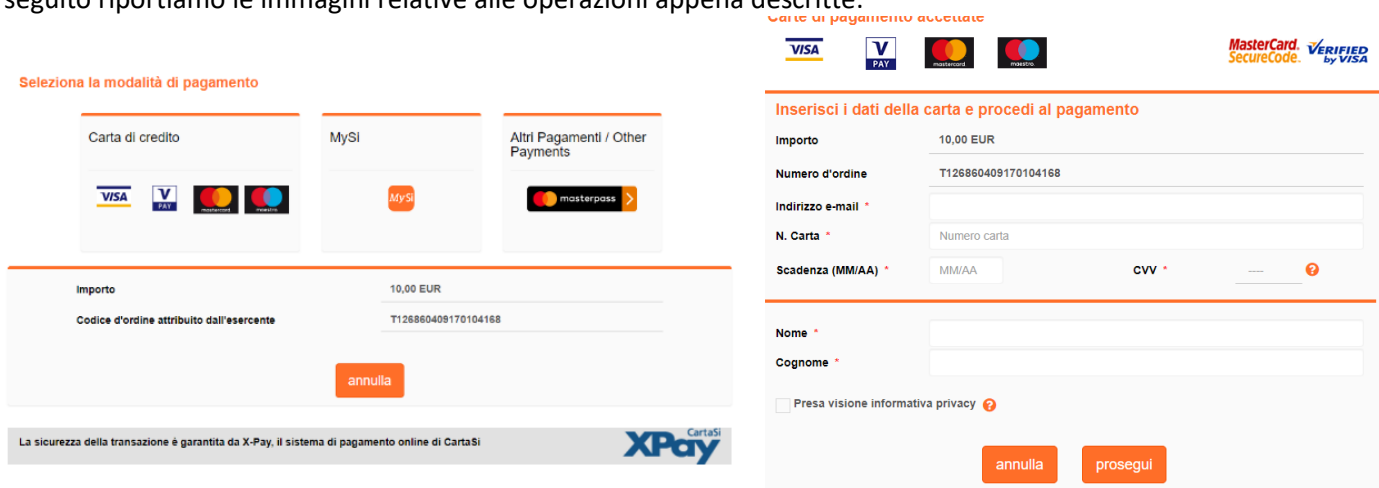 seguito riportiamo le immagini relative alle operazioni appena descritte:
Seleziona la modalità di pagamento
Carta di credito
VISA
V PAY
mastercard
maestro
MySi
MySi
Altri Pagamenti / Other
Payments
masterpass
Importo
10,00 EUR
Codice d'ordine attribuito dall'esercente
T126860409170104168
annulla
La sicurezza della transazione è garantita da X-Pay, il sistema di pagamento online di CartaSi
CartaSi
XPay
Carte di pagamento accettate
VISA
V PAY
mastercard
maestro
MasterCard.
SecureCode.
VERIFIED
by VISA
Inserisci i dati della carta e procedi al pagamento
Importo
10,00 EUR
Numero d'ordine
T126860409170104168
Indirizzo e-mail *
N. Carta *
Numero carta
Scadenza (MM/AA) *
MM/AA
CVV *
----
?
Nome *
Cognome *
Presa visione informativa privacy ?
annulla
prosegui